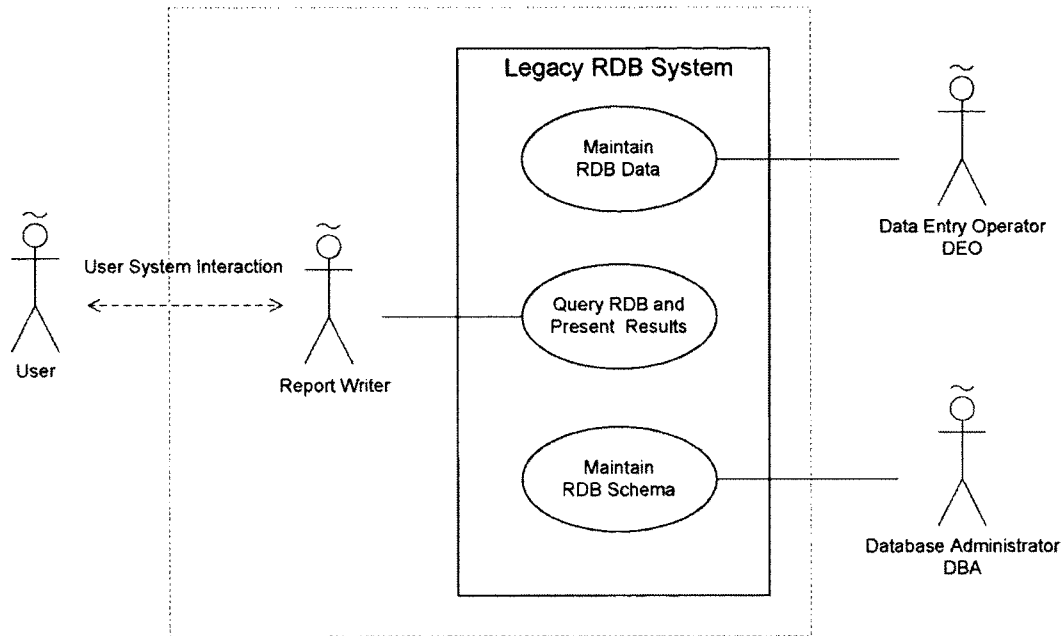 Legacy RDB System
Maintain
RDB Data
Data Entry Operator
DEO
User System Interaction
User
Report Writer
Query RDB and
Present Results
Maintain
RDB Schema
Database Administrator
DBA